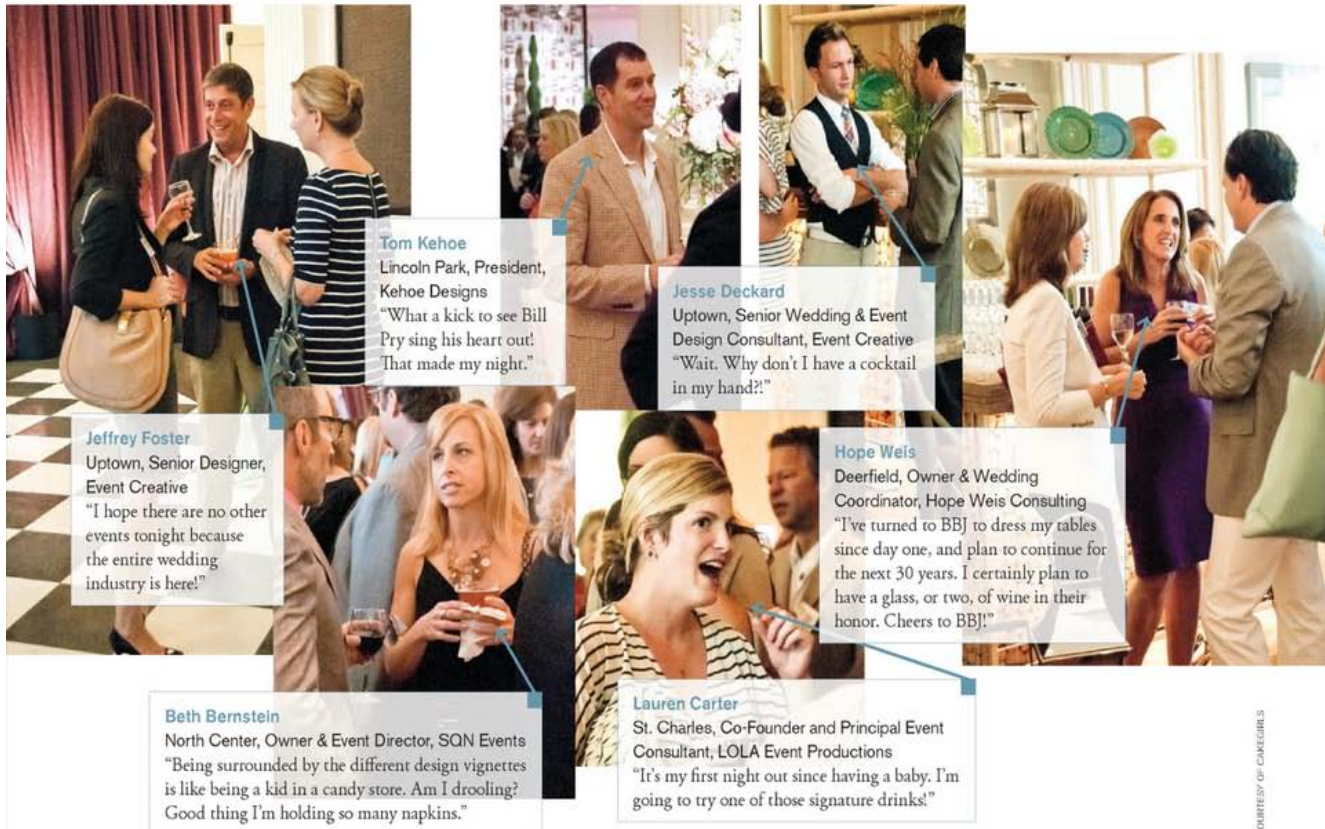 Tom Kehoe
Lincoln Park, President,
Kehoe Designs
“What a kick to see Bill
Pry sing his heart out!
That made my night.”
Jesse Deckard
Uptown, Senior Wedding & Event
Design Consultant, Event Creative
“Wait. Why don’t I have a cocktail
in my hand?!”
Jeffrey Foster
Uptown, Senior Designer,
Event Creative
“I hope there are no other
events tonight because
the entire wedding
industry is here!”
Hope Weis
Deerfield, Owner & Wedding
Coordinator, Hope Weis Consulting
“I’ve turned to BBJ to dress my tables
since day one, and plan to continue for
the next 30 years. I certainly plan to
have a glass, or two, of wine in their
honor. Cheers to BBJ!”
Beth Bernstein
North Center, Owner & Event Director, SQN Events
“Being surrounded by the different design vignettes
is like being a kid in a candy store. Am I drooling?
Good thing I’m holding so many napkins.”
Lauren Carter
St. Charles, Co-Founder and Principal Event
Consultant, LOLA Event Productions
“It’s my first night out since having a baby. I’m
going to try one of those signature drinks!”
OURTESY OF CAKEGIRLS